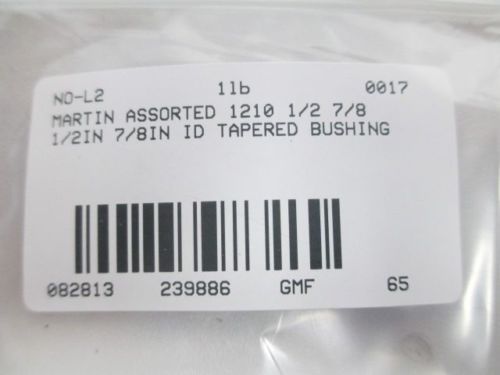 NO-L2 1lb 0017
MARTIN ASSORTED 1210 1/2 7/8
1/2IN 7/8IN ID TAPERED BUSHING
082813 239886 GMF 65